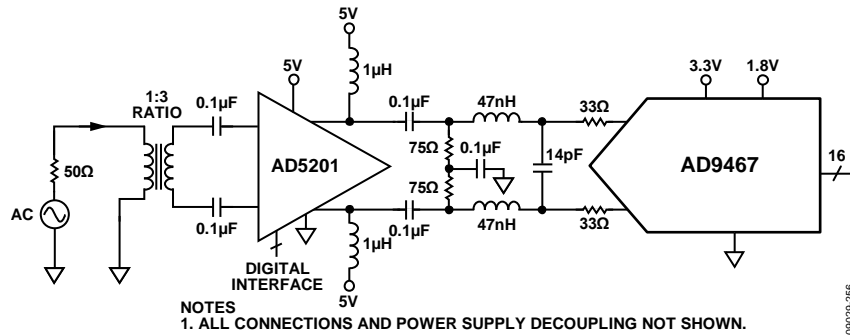 5V
1µH
5V
1:3
RATIO
0.1µF
0.1µF
47nH
33Ω
3.3V
1.8V
50Ω
AC
AD5201
75Ω
0.1µF
75Ω
14pF
AD9467
16
0.1µF
0.1µF
47nH
33Ω
1µH
DIGITAL
INTERFACE
5V
NOTES
1. ALL CONNECTIONS AND POWER SUPPLY DECOUPLING NOT SHOWN.
09029-256